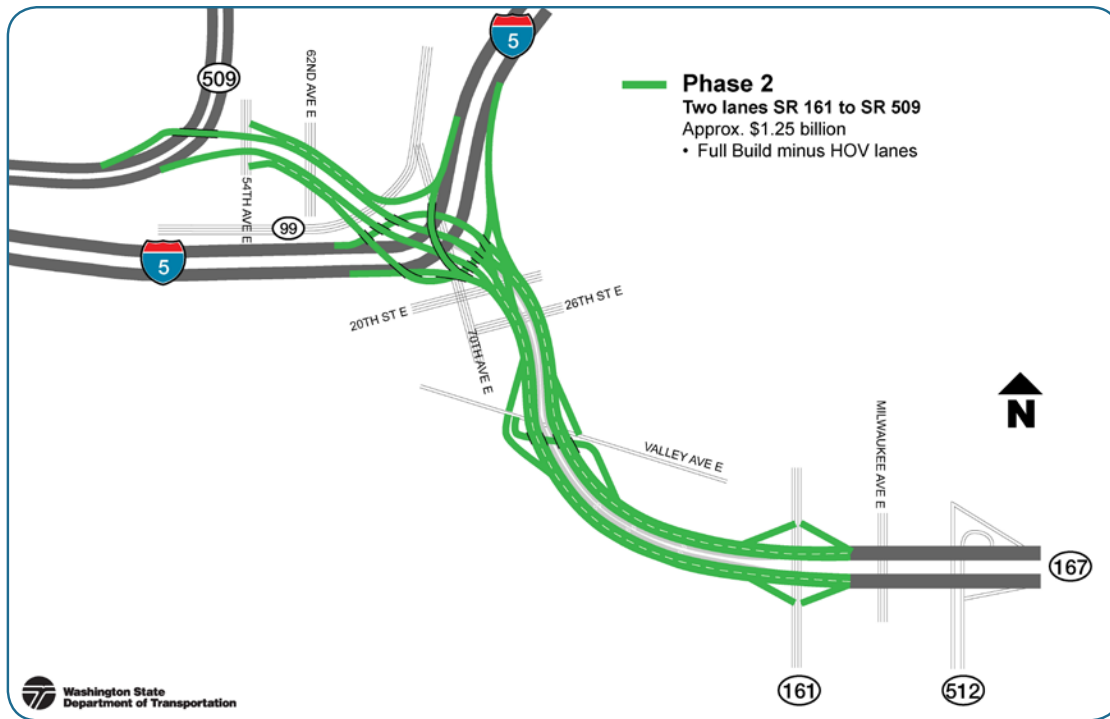 5
509
62ND AVE E
Phase 2
Two lanes SR 161 to SR 509
Approx. $1.25 billion
• Full Build minus HOV lanes
54TH AVE E
99
5
20TH ST E
26TH ST E
70TH AVE E
N
VALLEY AVE E
MILWAUKEE AVE E
167
161
512
Washington State
Department of Transportation